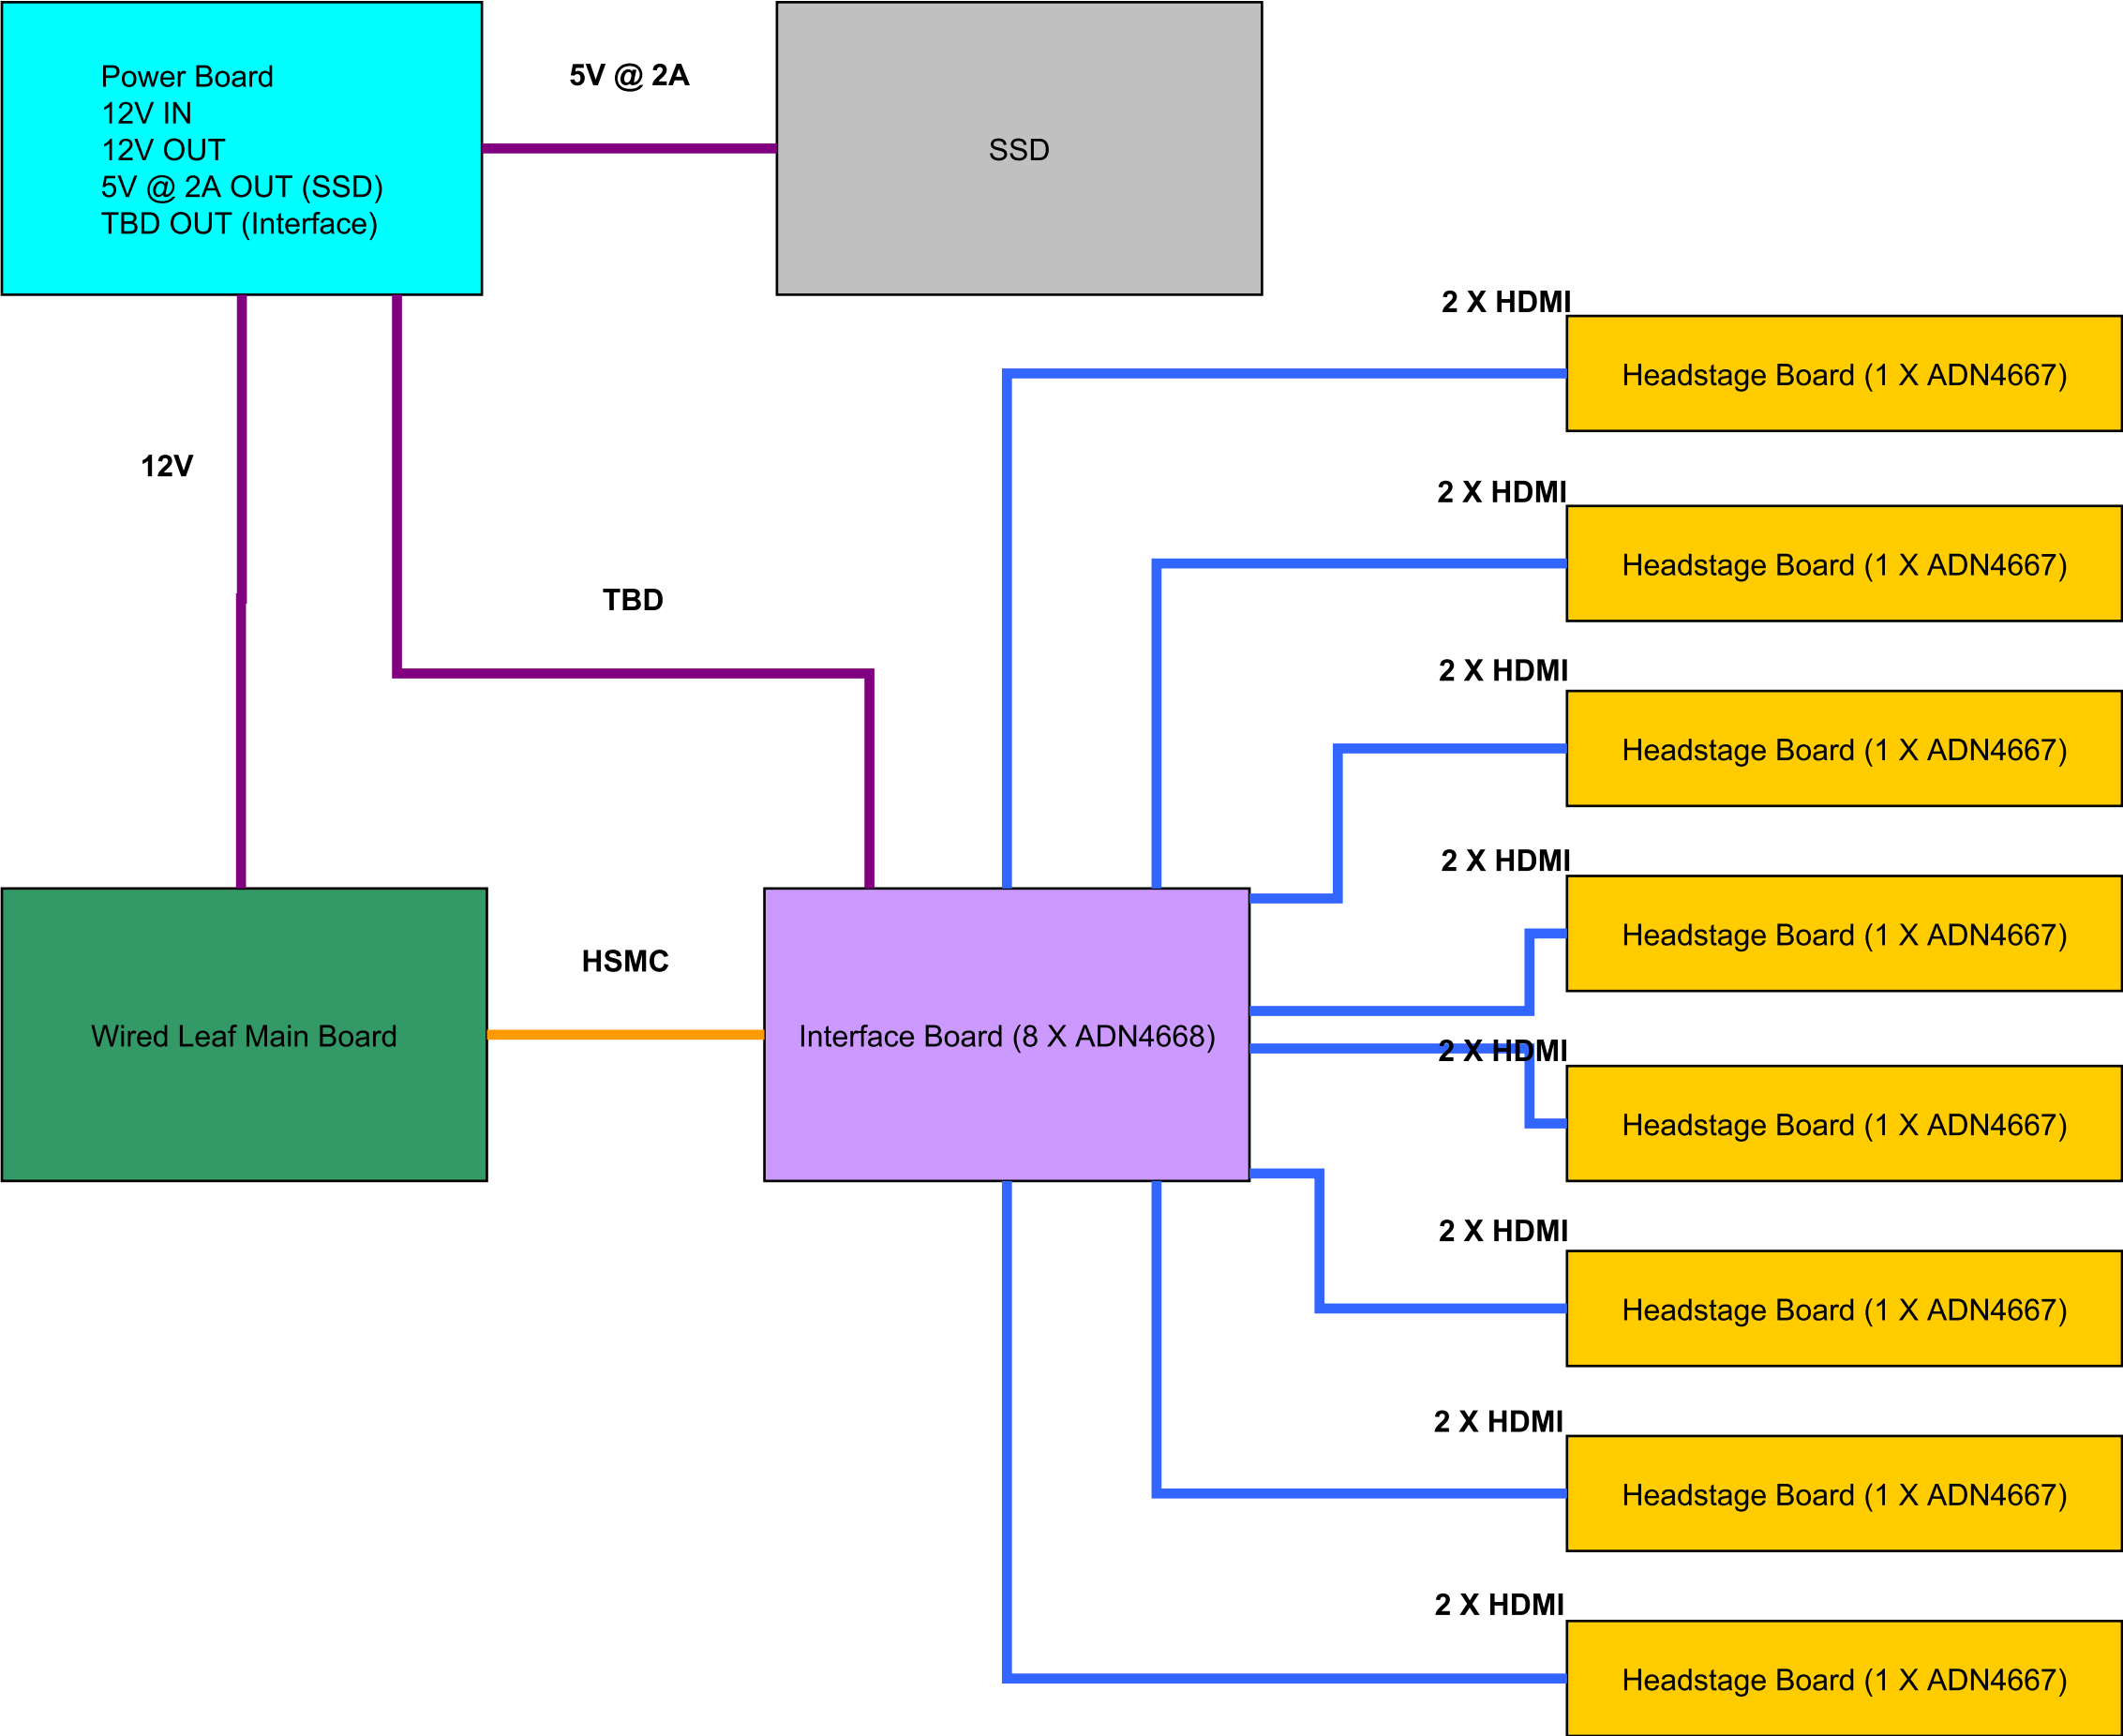 Power Board
12V IN
12V OUT
5V @ 2A OUT (SSD)
TBD OUT (Interface)
5V @ 2A
SSD
2 X HDMI
Headstage Board (1 X ADN4667)
12V
2 X HDMI
Headstage Board (1 X ADN4667)
TBD
2 X HDMI
Headstage Board (1 X ADN4667)
2 X HDMI
Headstage Board (1 X ADN4667)
HSMC
Wired Leaf Main Board
Interface Board (8 X ADN4668)
2 X HDMI
Headstage Board (1 X ADN4667)
2 X HDMI
Headstage Board (1 X ADN4667)
2 X HDMI
Headstage Board (1 X ADN4667)
2 X HDMI
Headstage Board (1 X ADN4667)